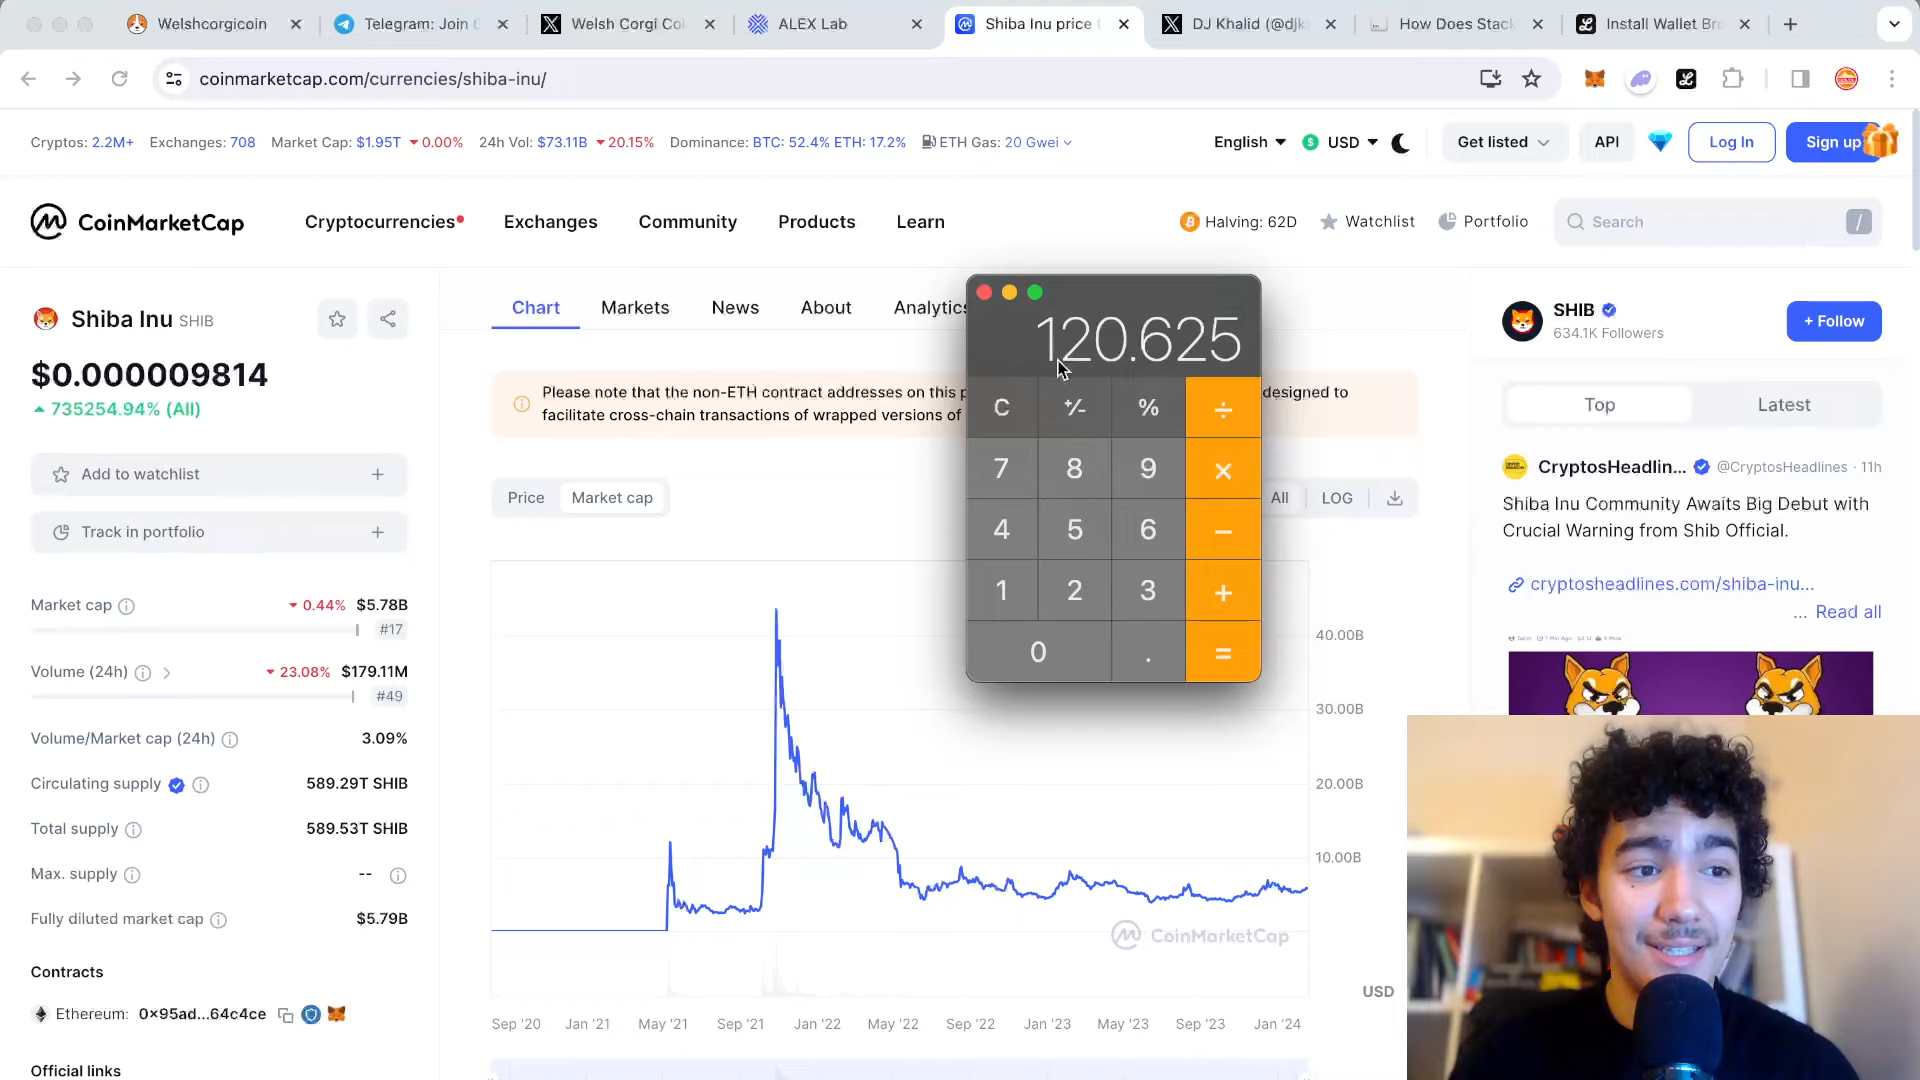 Welshcorgicoin
Telegram: Join
Welsh Corgi Coi
ALEX Lab
Shiba Inu price
DJ Khalid (@djk
How Does Stack
Install Wallet Br
coinmarketcap.com/currencies/shiba-inu/
Cryptos: 2.2M+ Exchanges: 708 Market Cap: $1.95T 0.00% 24h Vol: $73.11B 20.15% Dominance: BTC: 52.4% ETH: 17.2% ETH Gas: 20 Gwei
English USD Get listed API Log In Sign up
CoinMarketCap
Cryptocurrencies Exchanges Community Products Learn
Halving: 62D Watchlist Portfolio Search /
Shiba Inu SHIB
$0.000009814
735254.94% (All)
Add to watchlist +
Track in portfolio +
Market cap 0.44% $5.78B
#17
Volume (24h) 23.08% $179.11M
#49
Volume/Market cap (24h) 3.09%
Circulating supply 589.29T SHIB
Total supply 589.53T SHIB
Max. supply --
Fully diluted market cap $5.79B
Contracts
Ethereum: 0x95ad...64c4ce
Official links
Chart Markets News About Analytics
Please note that the non-ETH contract addresses on this p designed to
facilitate cross-chain transactions of wrapped versions of
Price Market cap
All LOG
40.00B
30.00B
20.00B
10.00B
CoinMarketCap
USD
Sep '20 Jan '21 May '21 Sep '21 Jan '22 May '22 Sep '22 Jan '23 May '23 Sep '23 Jan '24
120.625
C +/- % ÷
7 8 9 ×
4 5 6 −
1 2 3 +
0 . =
SHIB
634.1K Followers
+ Follow
Top Latest
CryptosHeadlin... @CryptosHeadlines · 11h
Shiba Inu Community Awaits Big Debut with
Crucial Warning from Shib Official.
cryptosheadlines.com/shiba-inu...
... Read all